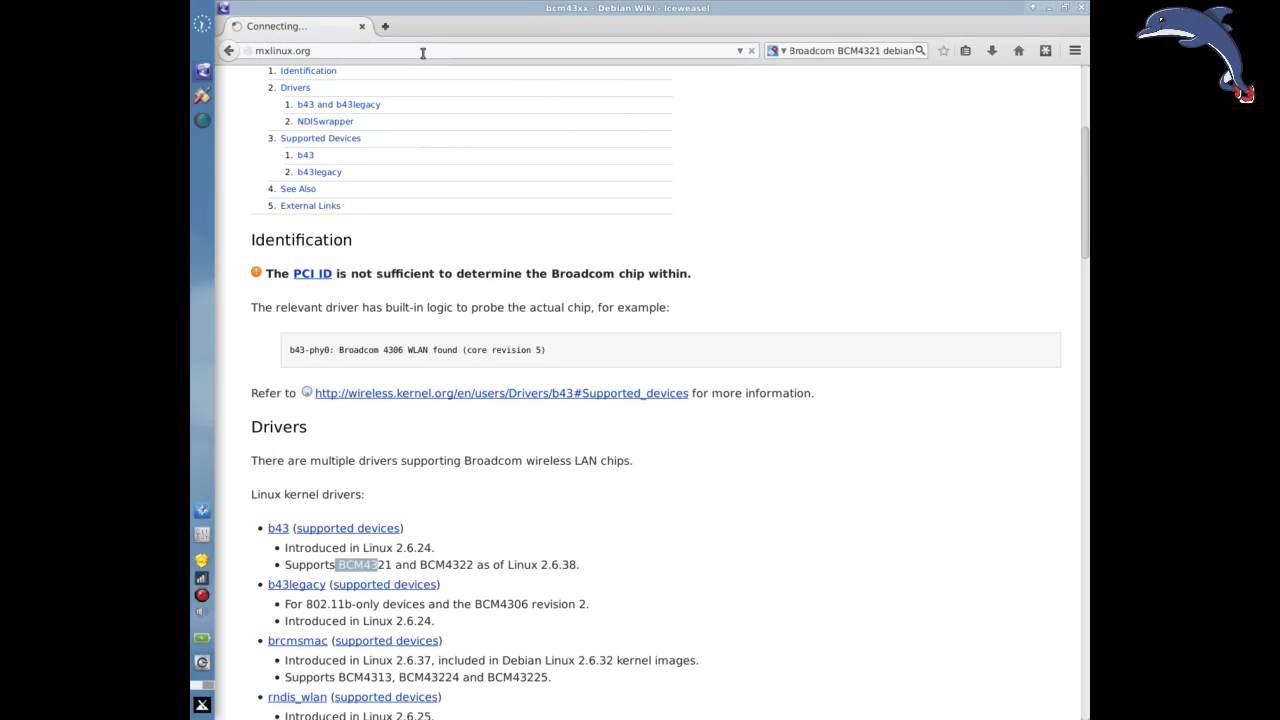 bcm43xx - Debian Wiki - Iceweasel
Connecting...
mxlinux.org
Broadcom BCM4321 debian
1. Identification
2. Drivers
1. b43 and b43legacy
2. NDISwrapper
3. Supported Devices
1. b43
2. b43legacy
4. See Also
5. External Links
Identification
The PCI ID is not sufficient to determine the Broadcom chip within.
The relevant driver has built-in logic to probe the actual chip, for example:
b43-phy0: Broadcom 4306 WLAN found (core revision 5)
Refer to http://wireless.kernel.org/en/users/Drivers/b43#Supported_devices for more information.
Drivers
There are multiple drivers supporting Broadcom wireless LAN chips.
Linux kernel drivers:
• b43 (supported devices)
• Introduced in Linux 2.6.24.
• Supports BCM4321 and BCM4322 as of Linux 2.6.38.
• b43legacy (supported devices)
• For 802.11b-only devices and the BCM4306 revision 2.
• Introduced in Linux 2.6.24.
• brcmsmac (supported devices)
• Introduced in Linux 2.6.37, included in Debian Linux 2.6.32 kernel images.
• Supports BCM4313, BCM43224 and BCM43225.
• rndis_wlan (supported devices)
• Introduced in Linux 2.6.25.